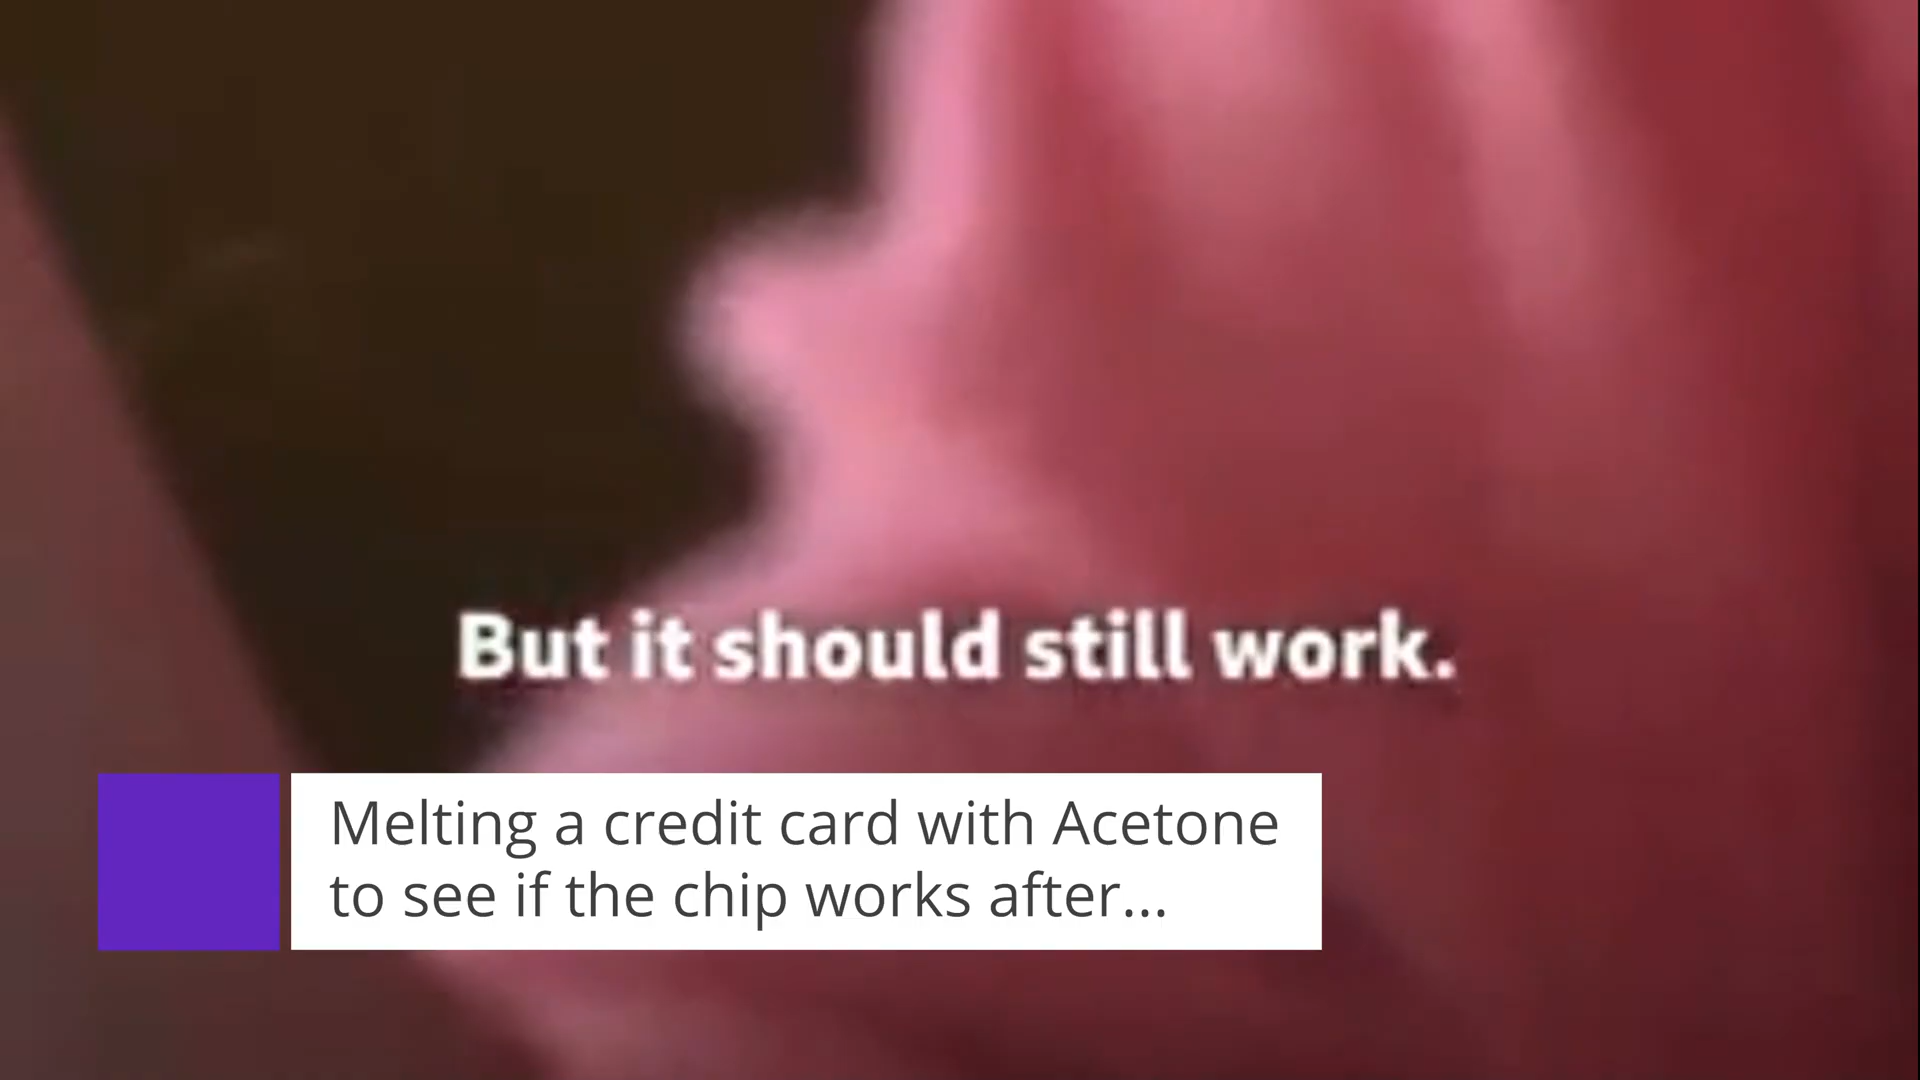 But it should still work.
Melting a credit card with Acetone
to see if the chip works after...